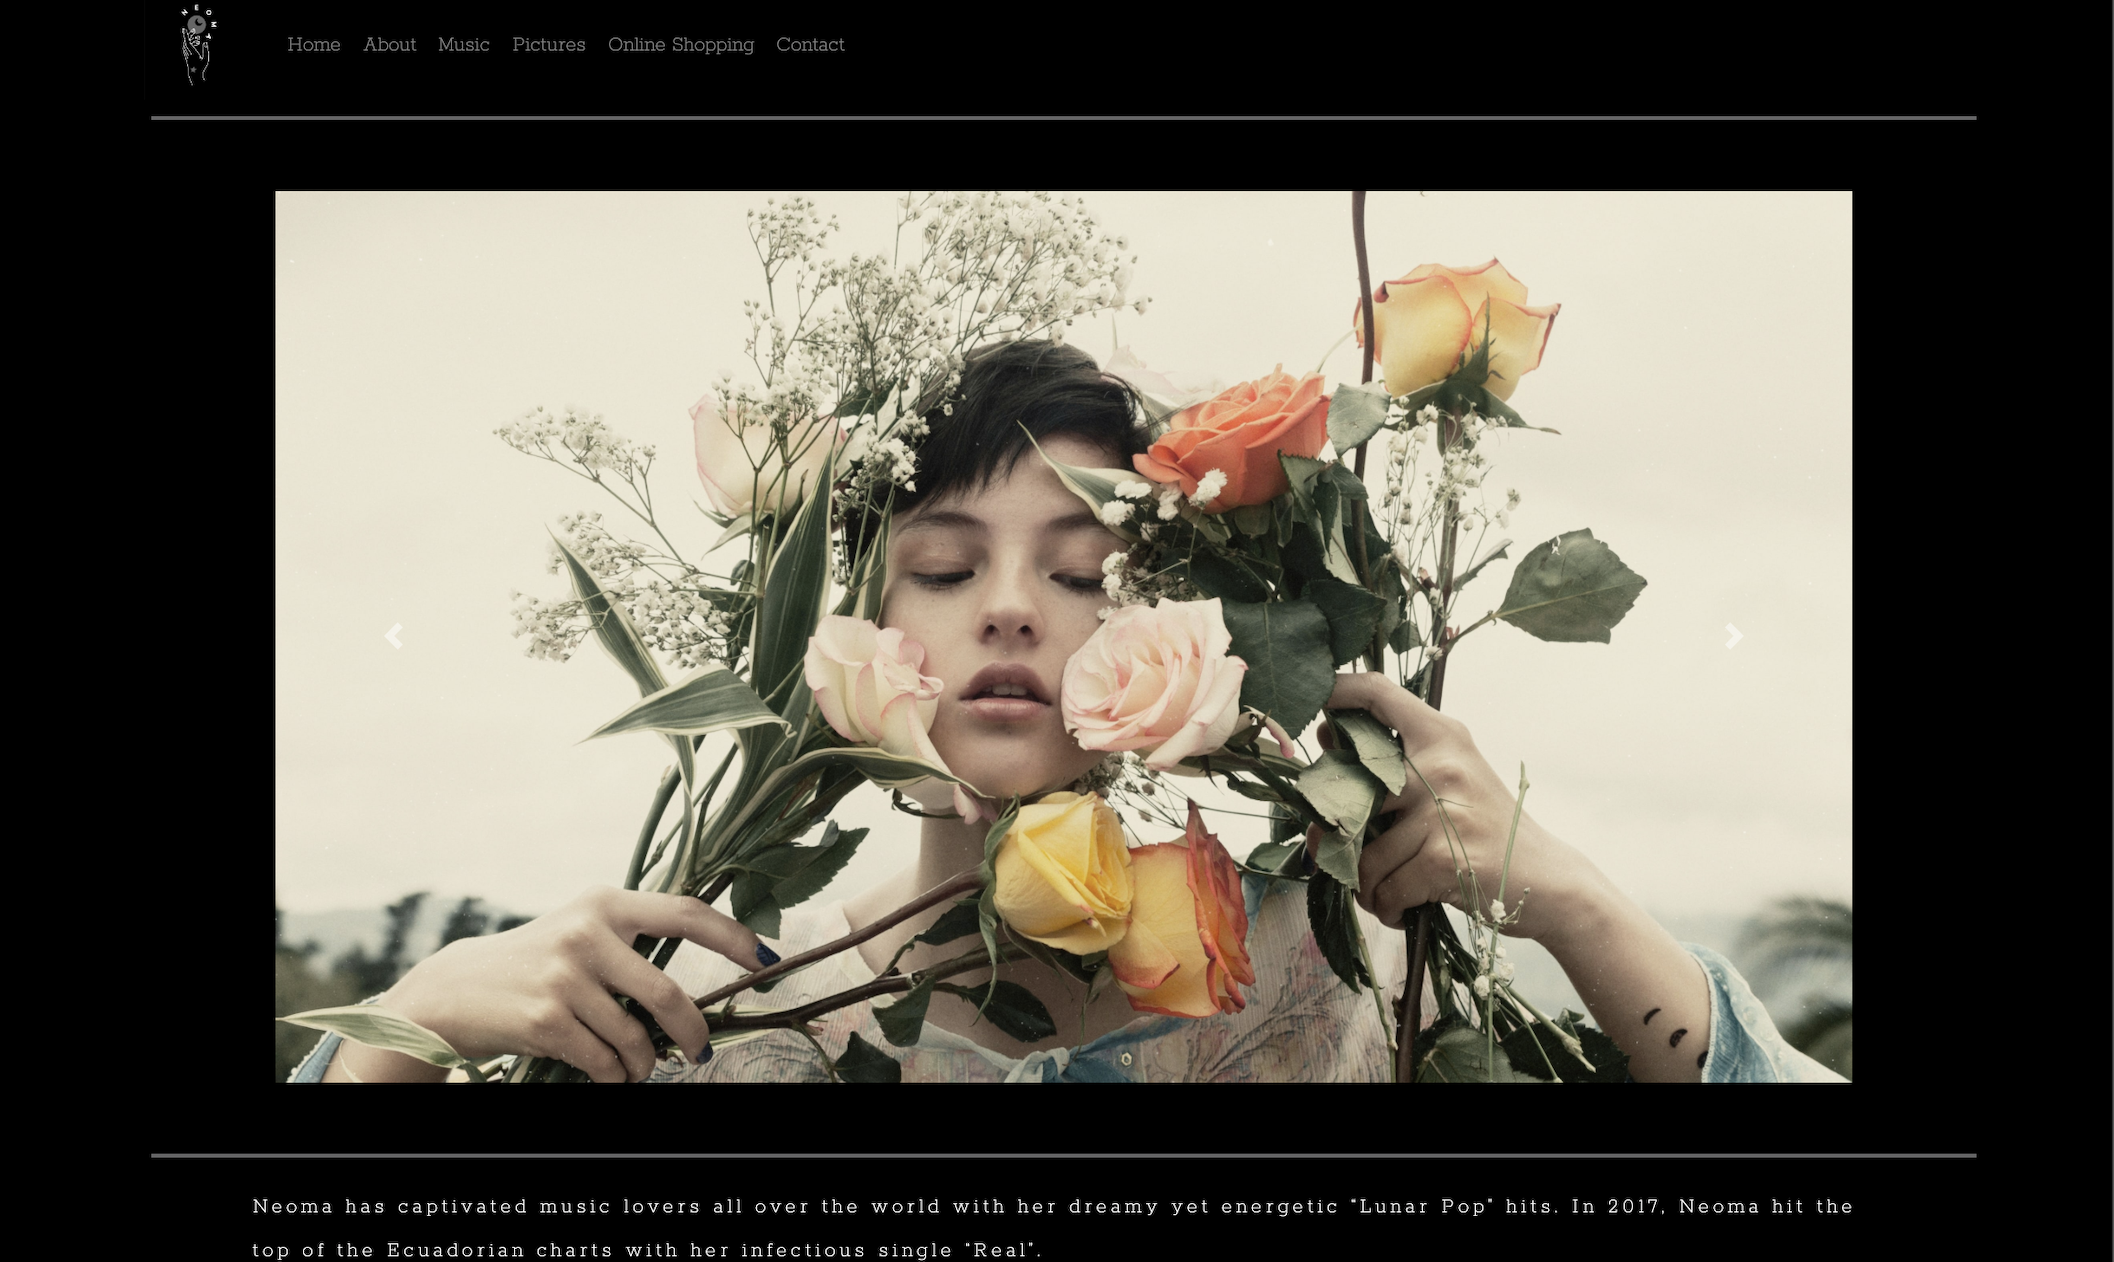 NEOMA
Home About Music Pictures Online Shopping Contact
Neoma has captivated music lovers all over the world with her dreamy yet energetic "Lunar Pop" hits. In 2017, Neoma hit the
top of the Ecuadorian charts with her infectious single "Real".